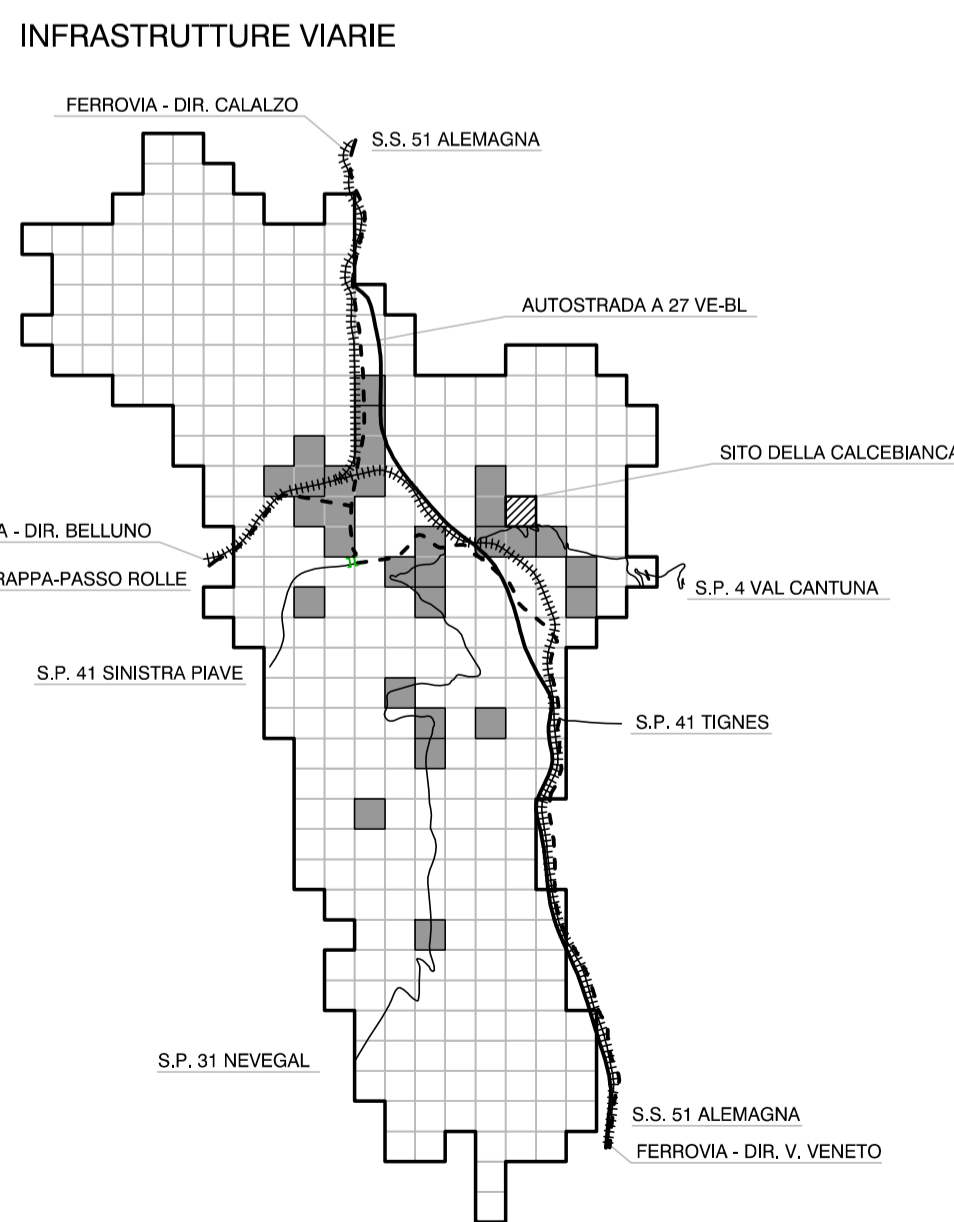 INFRASTRUTTURE VIARIE
FERROVIA - DIR. CALALZO
S.S. 51 ALEMAGNA
AUTOSTRADA A 27 VE-BL
SITO DELLA CALCEBIANCA
A - DIR. BELLUNO
RAPPA-PASSO ROLLE
S.P. 4 VAL CANTUNA
S.P. 41 SINISTRA PIAVE
S.P. 41 TIGNES
S.P. 31 NEVEGAL
S.S. 51 ALEMAGNA
FERROVIA - DIR. V. VENETO